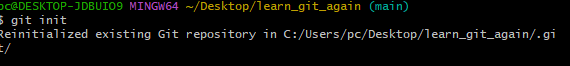 pc@DESKTOP-JDBUIO9 MINGW64 ~/Desktop/learn_git_again (main)
$ git init
Reinitialized existing Git repository in C:/Users/pc/Desktop/learn_git_again/.gi
t/